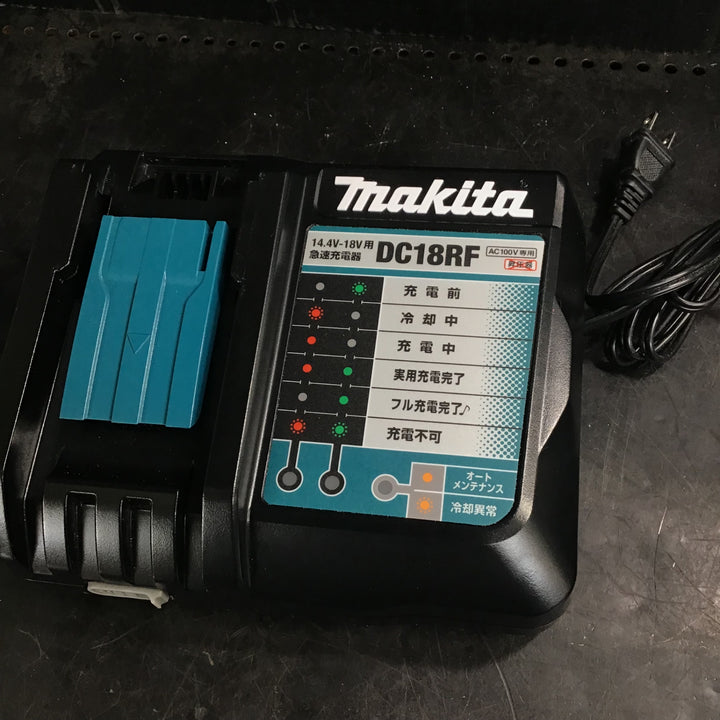 makita
14.4V-18V用
急速充電器
DC18RF
AC100V専用
昇圧器
充電前
冷却中
充電中
実用充電完了
フル充電完了♪
充電不可
オート
メンテナンス
冷却異常